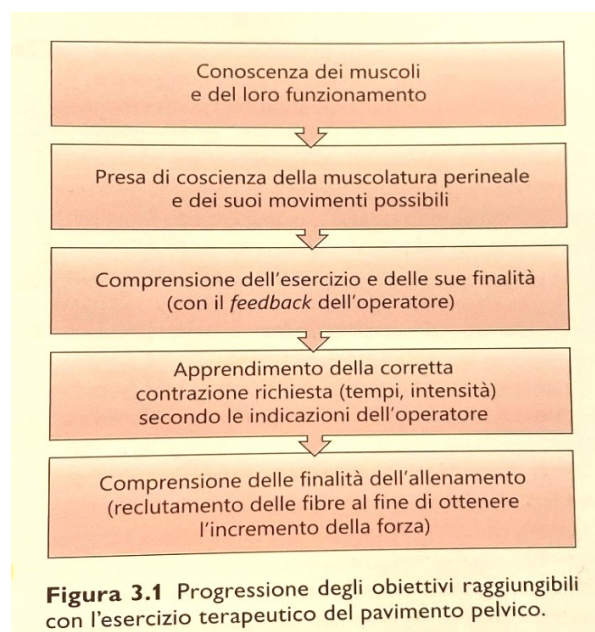 Conoscenza dei muscoli
e del loro funzionamento
Presa di coscienza della muscolatura perineale
e dei suoi movimenti possibili
Comprensione dell'esercizio e delle sue finalità
(con il feedback dell'operatore)
Apprendimento della corretta
contrazione richiesta (tempi, intensità)
secondo le indicazioni dell'operatore
Comprensione delle finalità dell'allenamento
(reclutamento delle fibre al fine di ottenere
l'incremento della forza)
Figura 3.1 Progressione degli obiettivi raggiungibili
con l'esercizio terapeutico del pavimento pelvico.